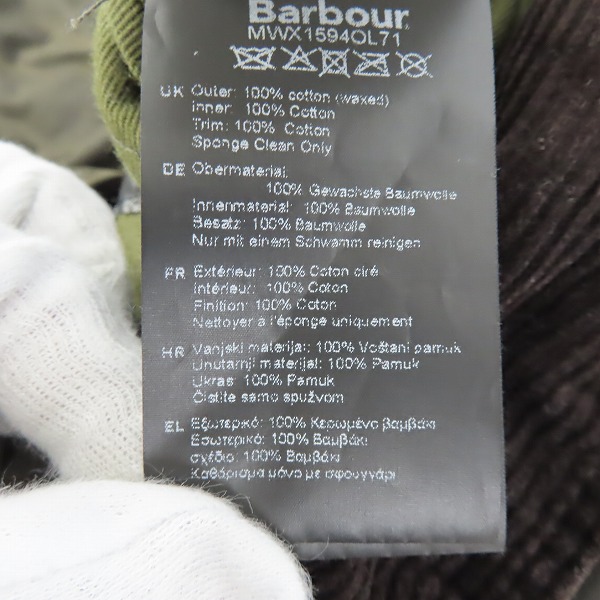 Barbour
MWX1594OL71
UK Outer: 100% cotton (waxed)
Inner: 100% Cotton
Trim: 100% Cotton
Sponge Clean Only
DE Obermaterial:
100% Gewachste Baumwolle
Innenmaterial: 100% Baumwolle
Besatz: 100% Baumwolle
Nur mit einem Schwamm reinigen
FR Extérieur: 100% Coton ciré
Intérieur: 100% Coton
Finition: 100% Coton
Nettoyer à l'éponge uniquement
HR Vanjski materijal: 100% Voštani pamuk
Unutarnji materijal: 100% Pamuk
Ukras: 100% Pamuk
Čistite samo spužvom
EL Εξωτερικό: 100% Κερωμένο βαμβάκι
Εσωτερικό: 100% Βαμβάκι
σχέδιο: 100% Βαμβάκι
Καθάρισμα μόνο με σφουγγάρι